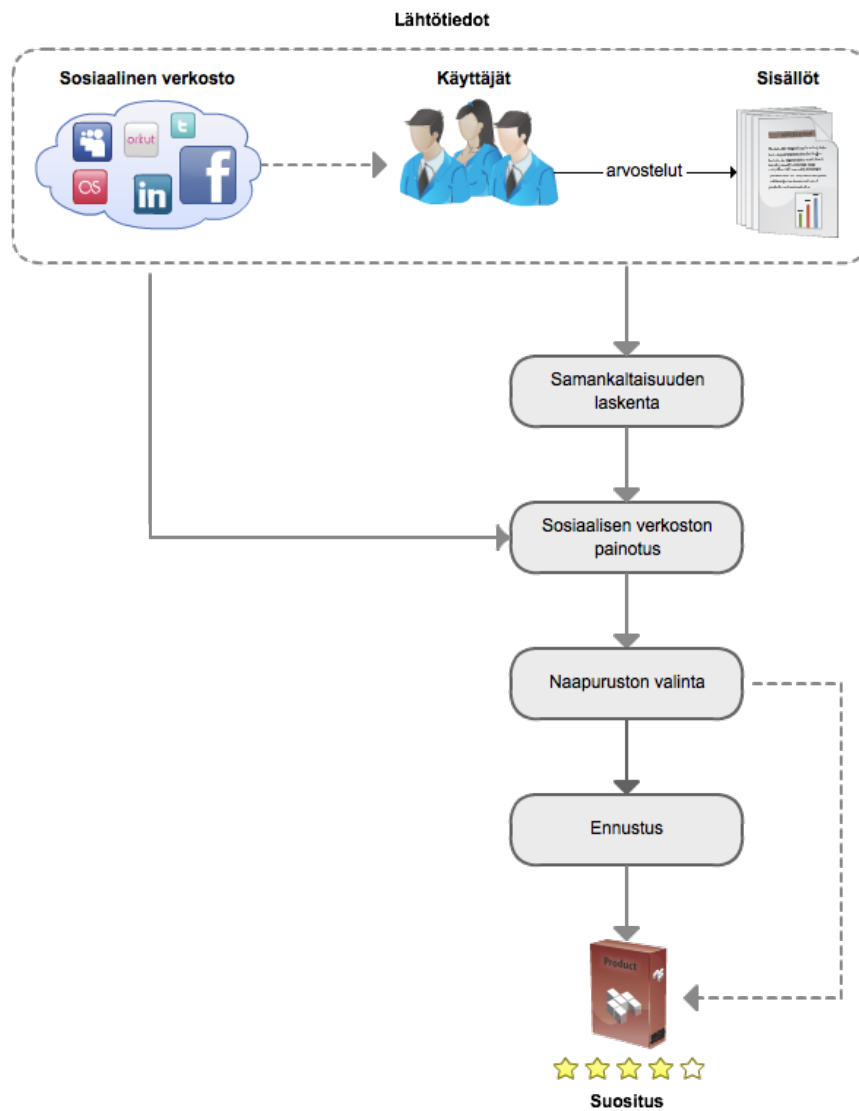 Lähtötiedot
Sosiaalinen verkosto
Käyttäjät
Sisällöt
orkut
t
f
OS
in
arvostelut
Samankaltaisuuden
laskenta
Sosiaalisen verkoston
painotus
Naapuruston valinta
Ennustus
Product
Suositus